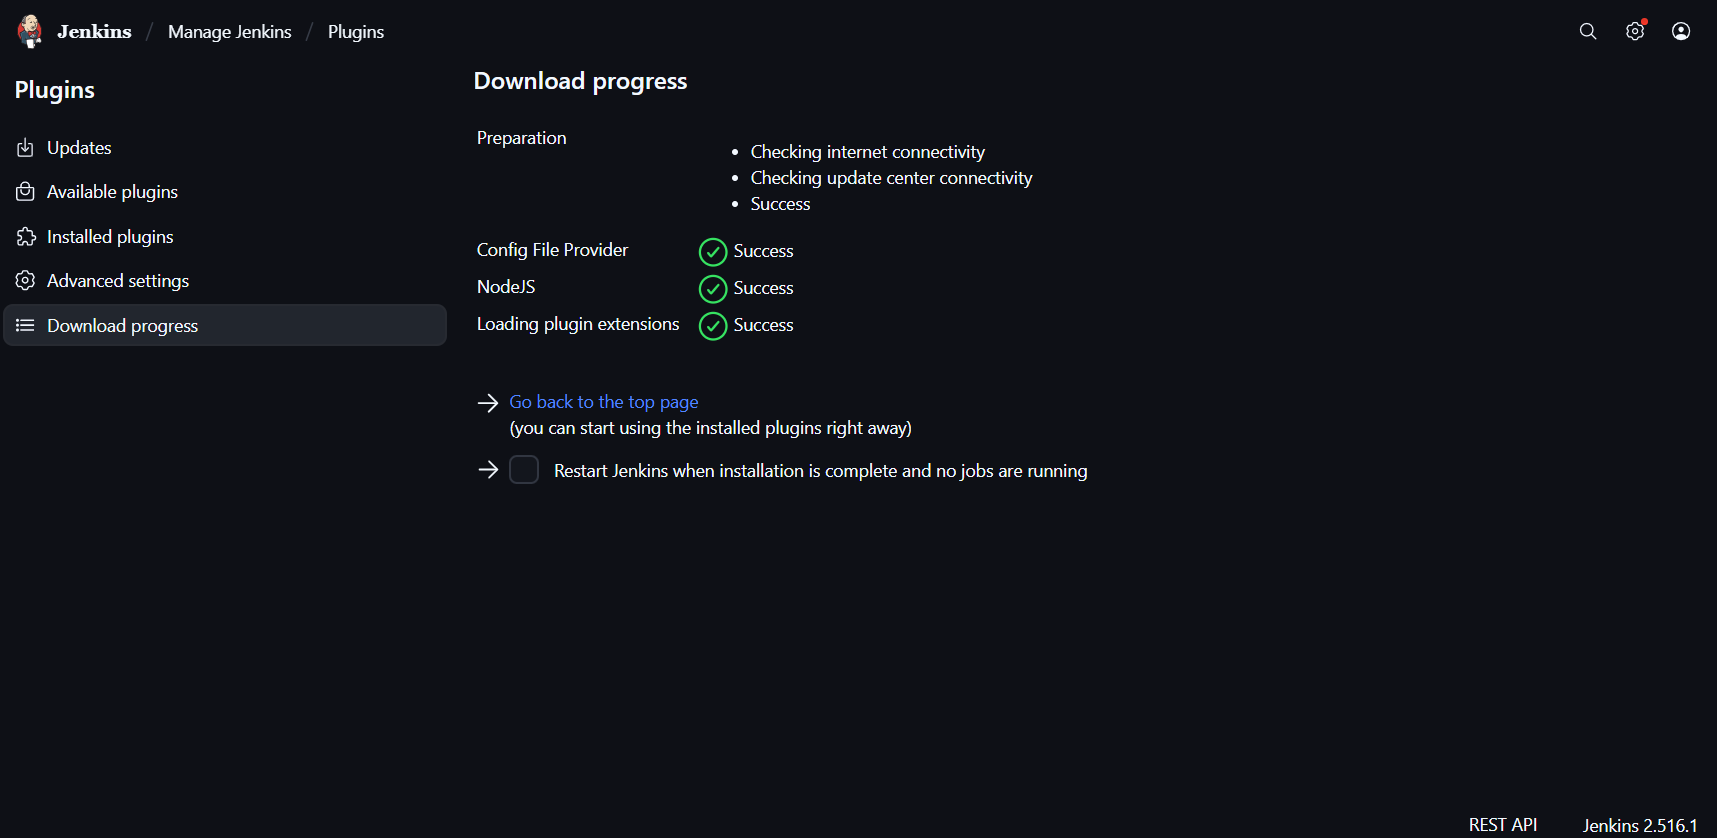 Jenkins / Manage Jenkins / Plugins
Plugins
Updates
Available plugins
Installed plugins
Advanced settings
Download progress
Download progress
Preparation
• Checking internet connectivity
• Checking update center connectivity
• Success
Config File Provider Success
NodeJS Success
Loading plugin extensions Success
Go back to the top page
(you can start using the installed plugins right away)
Restart Jenkins when installation is complete and no jobs are running
REST API Jenkins 2.516.1